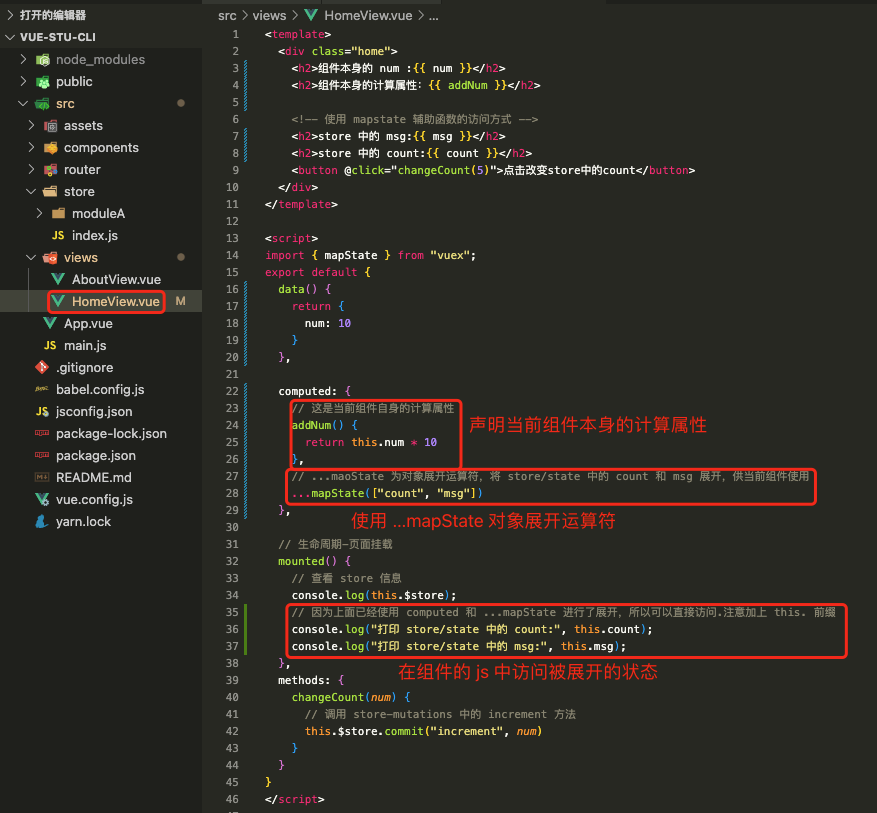 打开的编辑器
VUE-STU-CLI
node_modules
public
src
assets
components
router
store
moduleA
JS index.js
views
AboutView.vue
HomeView.vue M
App.vue
JS main.js
.gitignore
babel.config.js
JS jsconfig.json
package-lock.json
package.json
README.md
vue.config.js
yarn.lock
src > views > HomeView.vue > ...
1 <template>
2 <div class="home">
3 <h2>组件本身的 num :{{ num }}</h2>
4 <h2>组件本身的计算属性: {{ addNum }}</h2>
5
6 <!-- 使用 mapstate 辅助函数的访问方式 -->
7 <h2>store 中的 msg:{{ msg }}</h2>
8 <h2>store 中的 count:{{ count }}</h2>
9 <button @click="changeCount(5)">点击改变store中的count</button>
10 </div>
11 </template>
12
13 <script>
14 import { mapState } from "vuex";
15 export default {
16 data() {
17 return {
18 num: 10
19 }
20 },
21
22 computed: {
23 // 这是当前组件自身的计算属性
24 addNum() {
25 return this.num * 10
26 },
声明当前组件本身的计算属性
27 // ...maoState 为对象展开运算符, 将 store/state 中的 count 和 msg 展开, 供当前组件使用
28 ...mapState(["count", "msg"])
29 },
使用 ...mapState 对象展开运算符
30
31 // 生命周期-页面挂载
32 mounted() {
33 // 查看 store 信息
34 console.log(this.$store);
35 // 因为上面已经使用 computed 和 ...mapState 进行了展开, 所以可以直接访问.注意加上 this. 前缀
36 console.log("打印 store/state 中的 count:", this.count);
37 console.log("打印 store/state 中的 msg:", this.msg);
38 },
在组件的 js 中访问被展开的状态
39 methods: {
40 changeCount(num) {
41 // 调用 store-mutations 中的 increment 方法
42 this.$store.commit("increment", num)
43 }
44 }
45 }
46 </script>